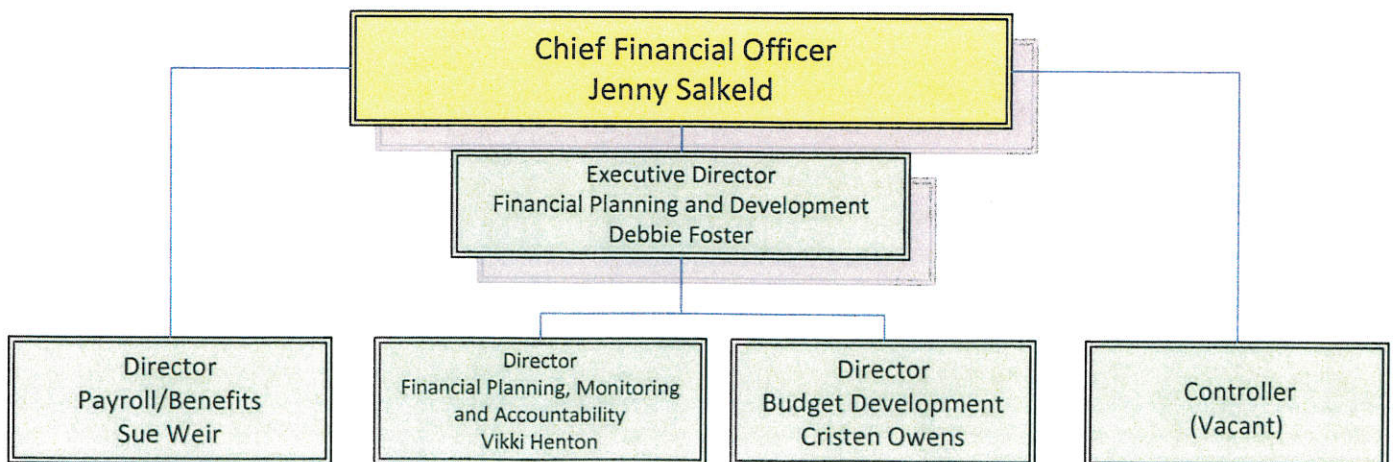 Chief Financial Officer
Jenny Salkeld
Executive Director
Financial Planning and Development
Debbie Foster
Director
Payroll/Benefits
Sue Weir
Director
Financial Planning, Monitoring
and Accountability
Vikki Henton
Director
Budget Development
Cristen Owens
Controller
(Vacant)